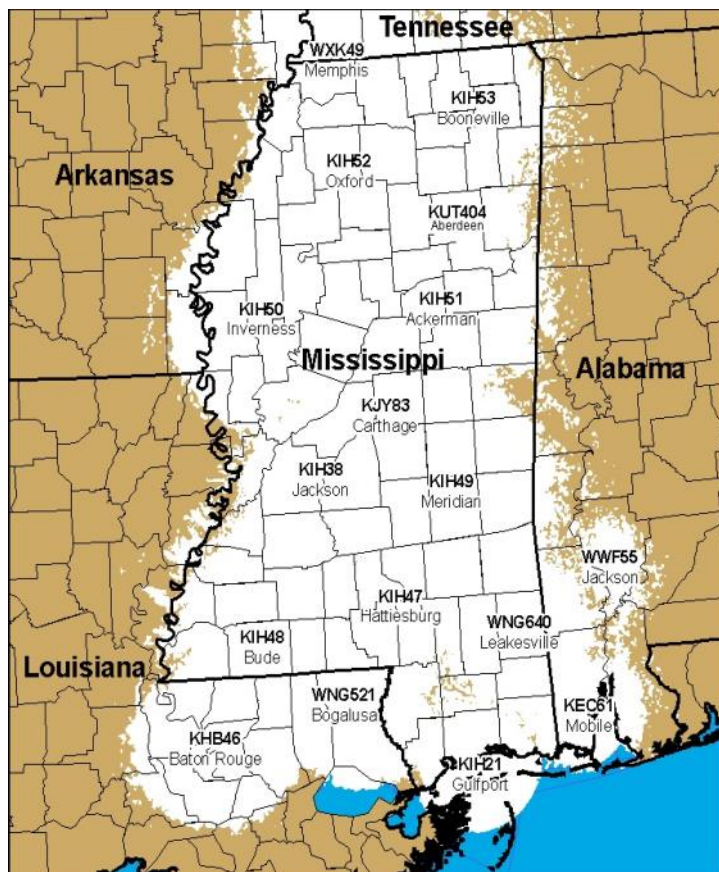 Tennessee
WXK49
Memphis
KIH53
Booneville
KIH52
Oxford
Arkansas
KUT404
Aberdeen
KIH50
Inverness
KIH51
Ackerman
Mississippi
Alabama
KJY83
Carthage
KIH38
Jackson
KIH49
Meridian
WWF55
Jackson
KIH47
Hattiesburg
WNG640
Leakesville
KIH48
Bude
Louisiana
WNG521
Bogalusa
KEC61
Mobile
KHB46
Baton Rouge
KIH21
Gulfport